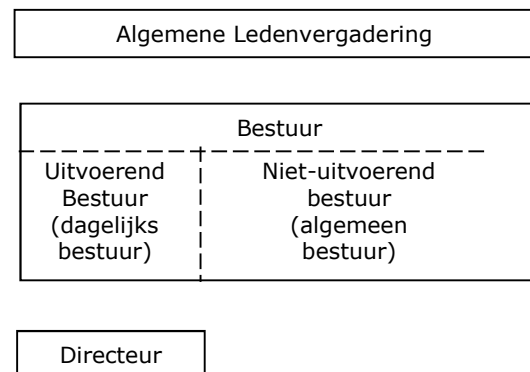 Algemene Ledenvergadering
Bestuur
Uitvoerend
Bestuur
(dagelijks
bestuur)
Niet-uitvoerend
bestuur
(algemeen
bestuur)
Directeur